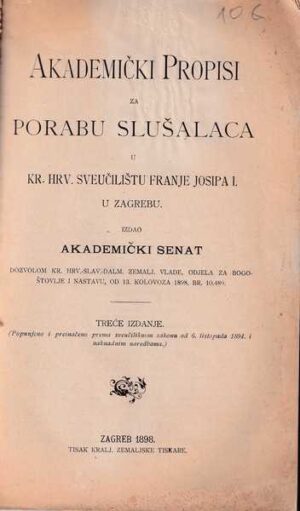 106
AKADEMIČKI PROPISI
ZA
PORABU SLUŠALACA
U
KR. HRV. SVEUČILIŠTU FRANJE JOSIPA I.
U ZAGREBU.
IZDAO
AKADEMIČKI SENAT
DOZVOLOM KR. HRV.-SLAV.-DALM. ZEMALJ. VLADE, ODJELA ZA BOGO-
ŠTOVLJE I NASTAVU, OD 13. KOLOVOZA 1898. BR. 10.489.
TREĆE IZDANJE.
(Popunjeno i preinačeno prema sveučilišnom zakonu od 6. listopada 1894. i
naknadnim naredbama.)
ZAGREB 1898.
TISAK KRALJ. ZEMALJSKE TISKARE.